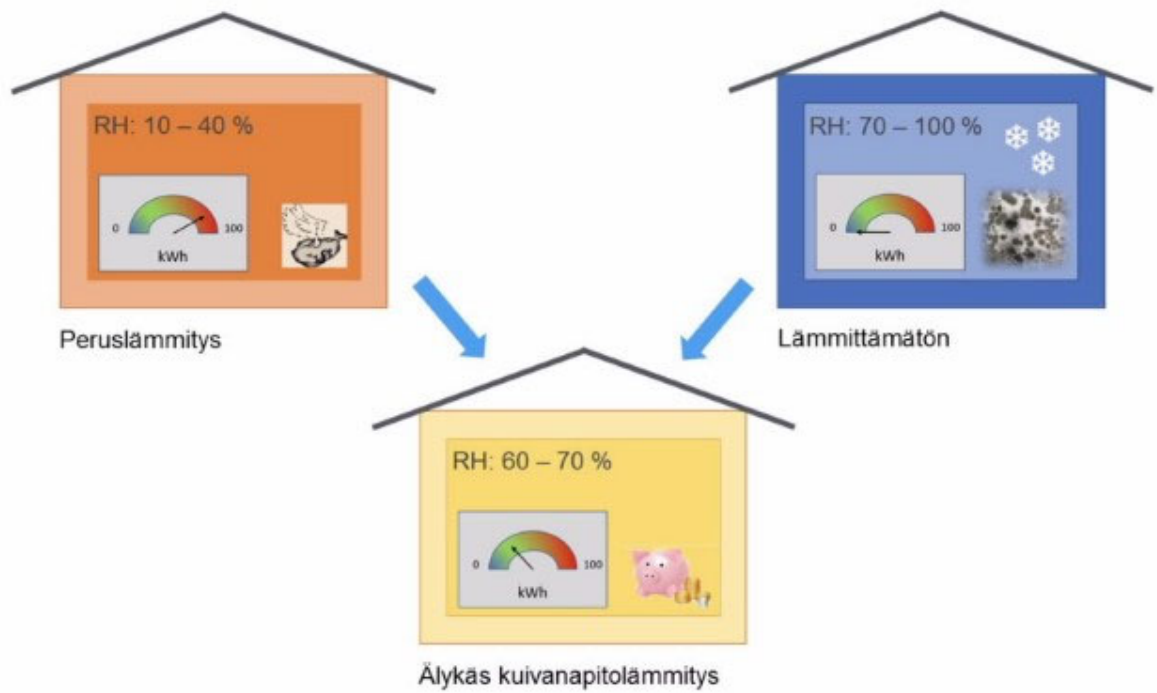 RH: 10 – 40 %
0
100
kWh
Peruslämmitys
RH: 70 – 100 %
0
100
kWh
Lämmittämätön
RH: 60 – 70 %
0
100
kWh
Älykäs kuivanapitolämmitys